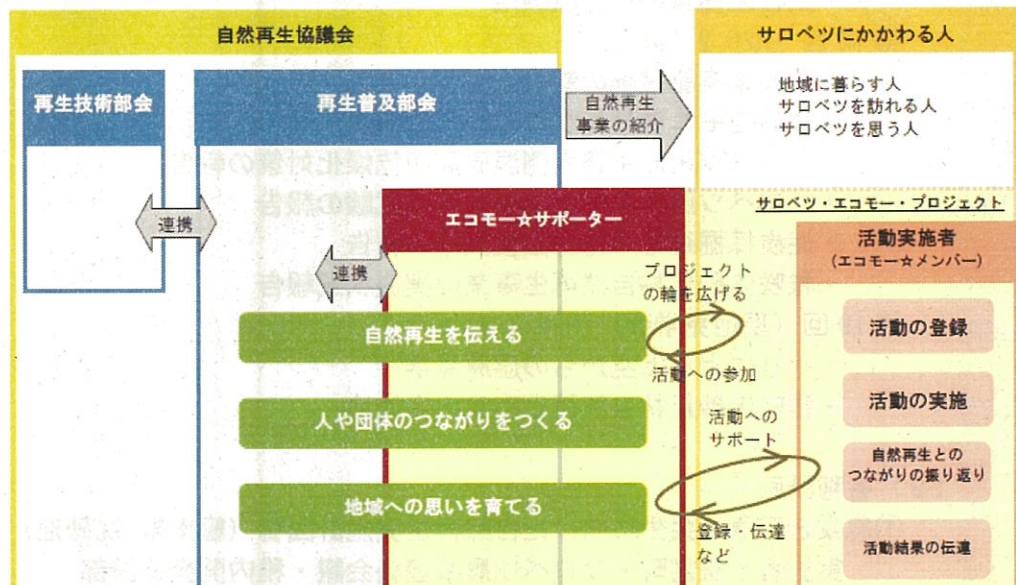 自然再生協議会
サロベツにかかわる人
再生技術部会
再生普及部会
自然再生
事業の紹介
地域に暮らす人
サロベツを訪れる人
サロベツを思う人
連携
エコモー☆サポーター
サロベツ・エコモー・プロジェクト
活動実施者
(エコモー☆メンバー)
連携
プロジェクト
の輪を広げる
自然再生を伝える
活動の登録
活動への参加
人や団体のつながりをつくる
活動への
サポート
活動の実施
自然再生との
つながりの振り返り
地域への思いを育てる
登録・伝達
など
活動結果の伝達